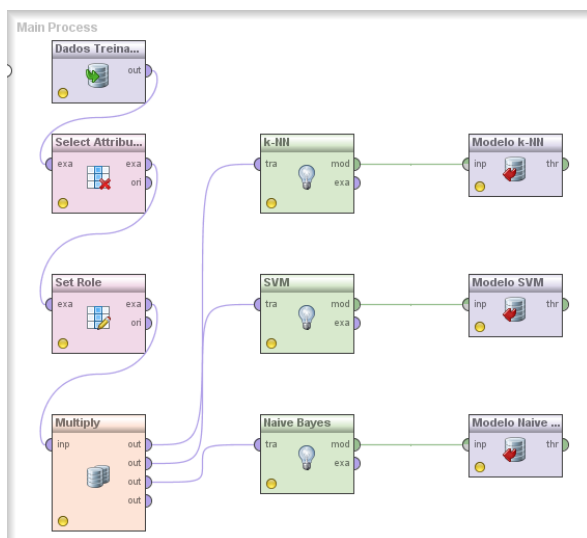 Main Process
Dados Treina...
out
Select Attribu...
exa exa
ori
Set Role
exa exa
ori
Multiply
inp out
out
out
out
k-NN
tra mod
exa
SVM
tra mod
exa
Naive Bayes
tra mod
exa
Modelo k-NN
inp thr
Modelo SVM
inp thr
Modelo Naive ...
inp thr